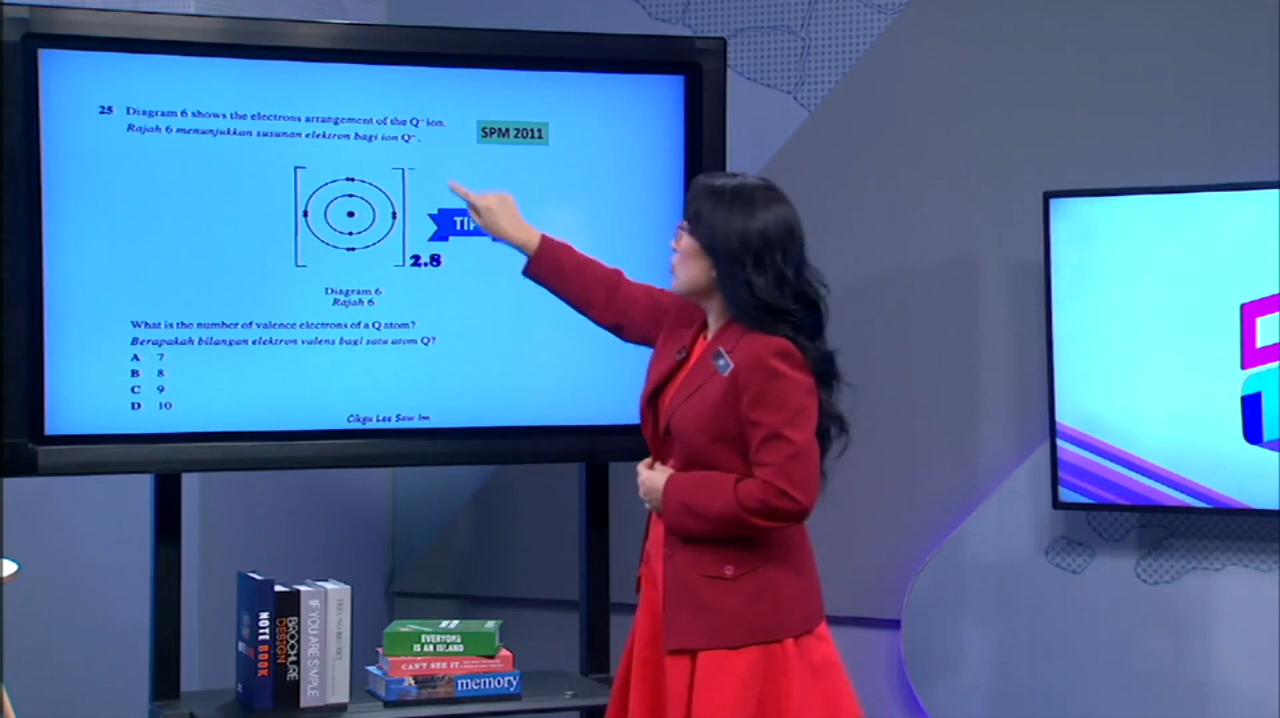 25 Diagram 6 shows the electrons arrangement of the Q⁻ ion.
Rajah 6 menunjukkan susunan elektron bagi ion Q⁻.
SPM 2011
TIP
2.8
Diagram 6
Rajah 6
What is the number of valence electrons of a Q atom?
Berapakah bilangan elektron valens bagi satu atom Q?
A 7
B 8
C 9
D 10
Cikgu Lee Saw Im
NOTE BOOK
BROCHURE DESIGN
IF YOU ARE SIMPLE
EVERYONE
IS AN ISLAND
CAN'T SEE IT.
memory